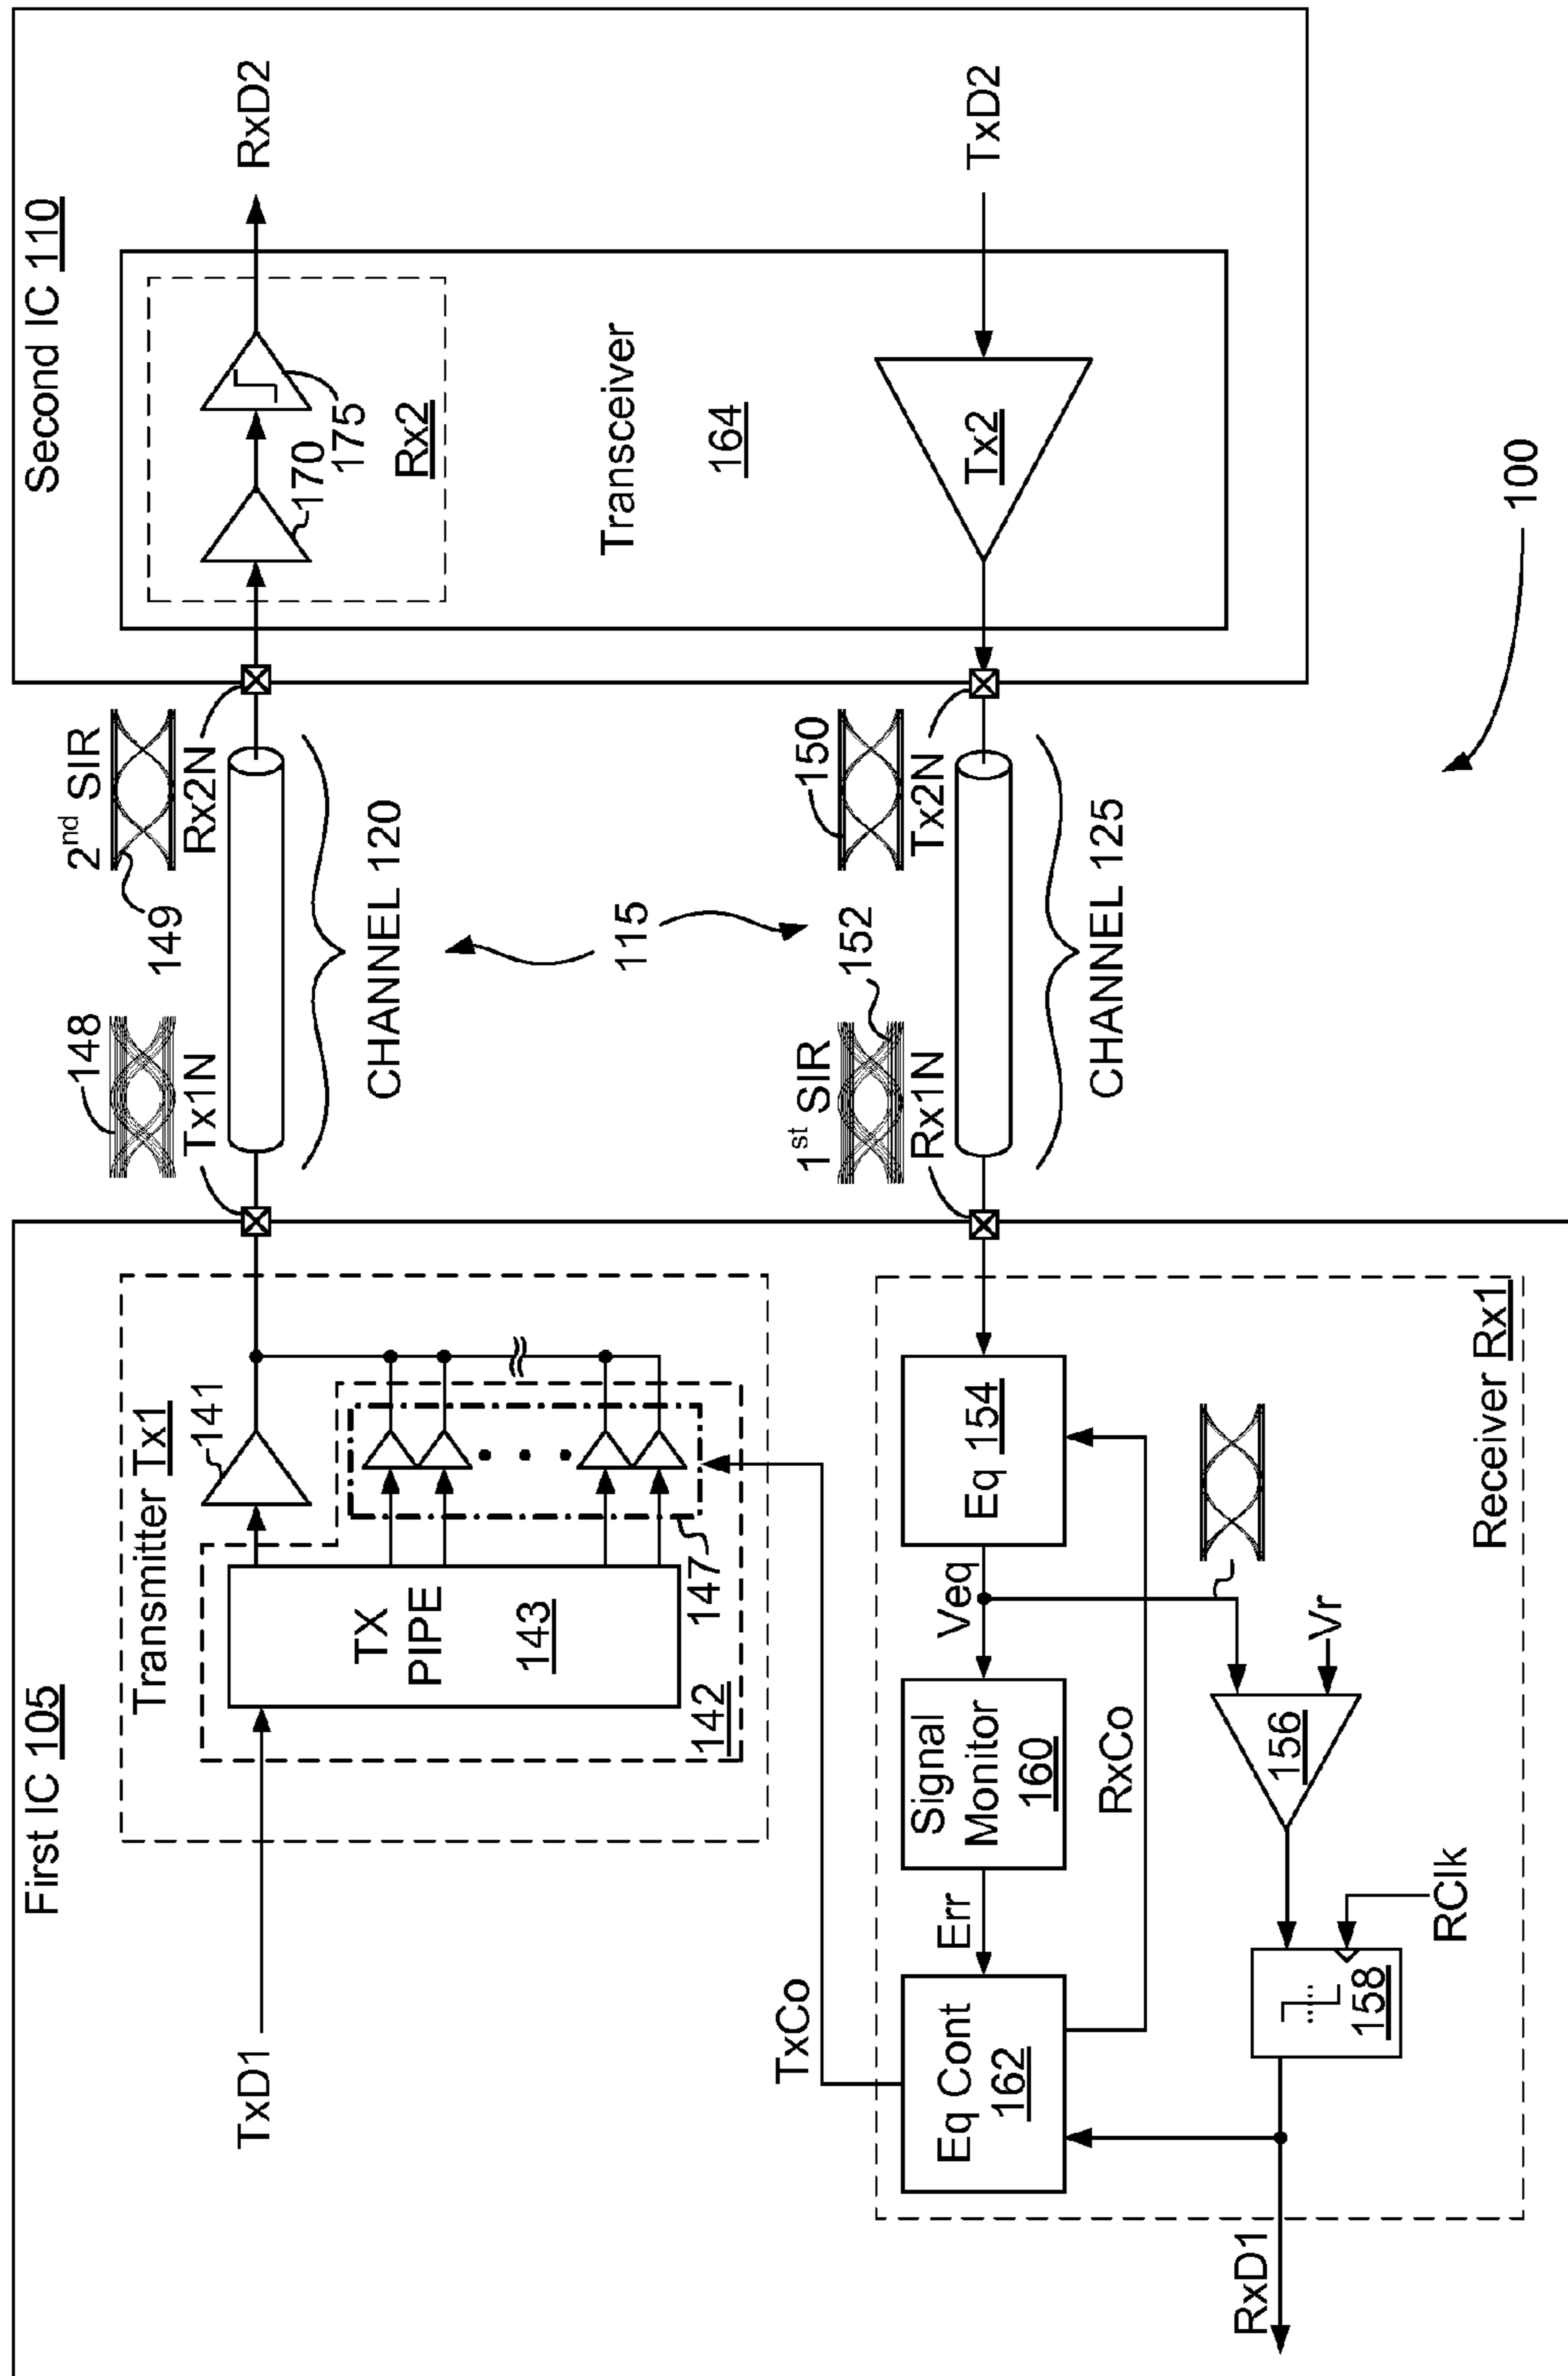 First IC 105
Second IC 110
Transmitter Tx1
141
TxD1
TX
PIPE
143
142
147
148
Tx1N
CHANNEL 120
149
2nd SIR
Rx2N
170
175
Rx2
RxD2
Transceiver
164
115
TxCo
Eq Cont
162
Err
Signal
Monitor
160
Veq
Eq 154
RxCo
1st SIR
152
Rx1N
CHANNEL 125
150
Tx2N
Tx2
TxD2
RxD1
158
RClk
156
Vr
Receiver Rx1
100